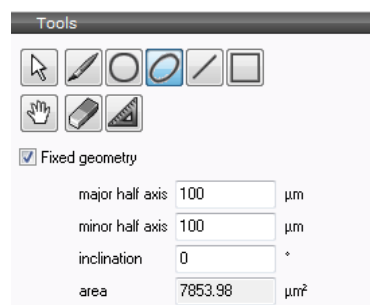 Tools
Fixed geometry
major half axis 100 µm
minor half axis 100 µm
inclination 0 °
area 7853.98 µm²